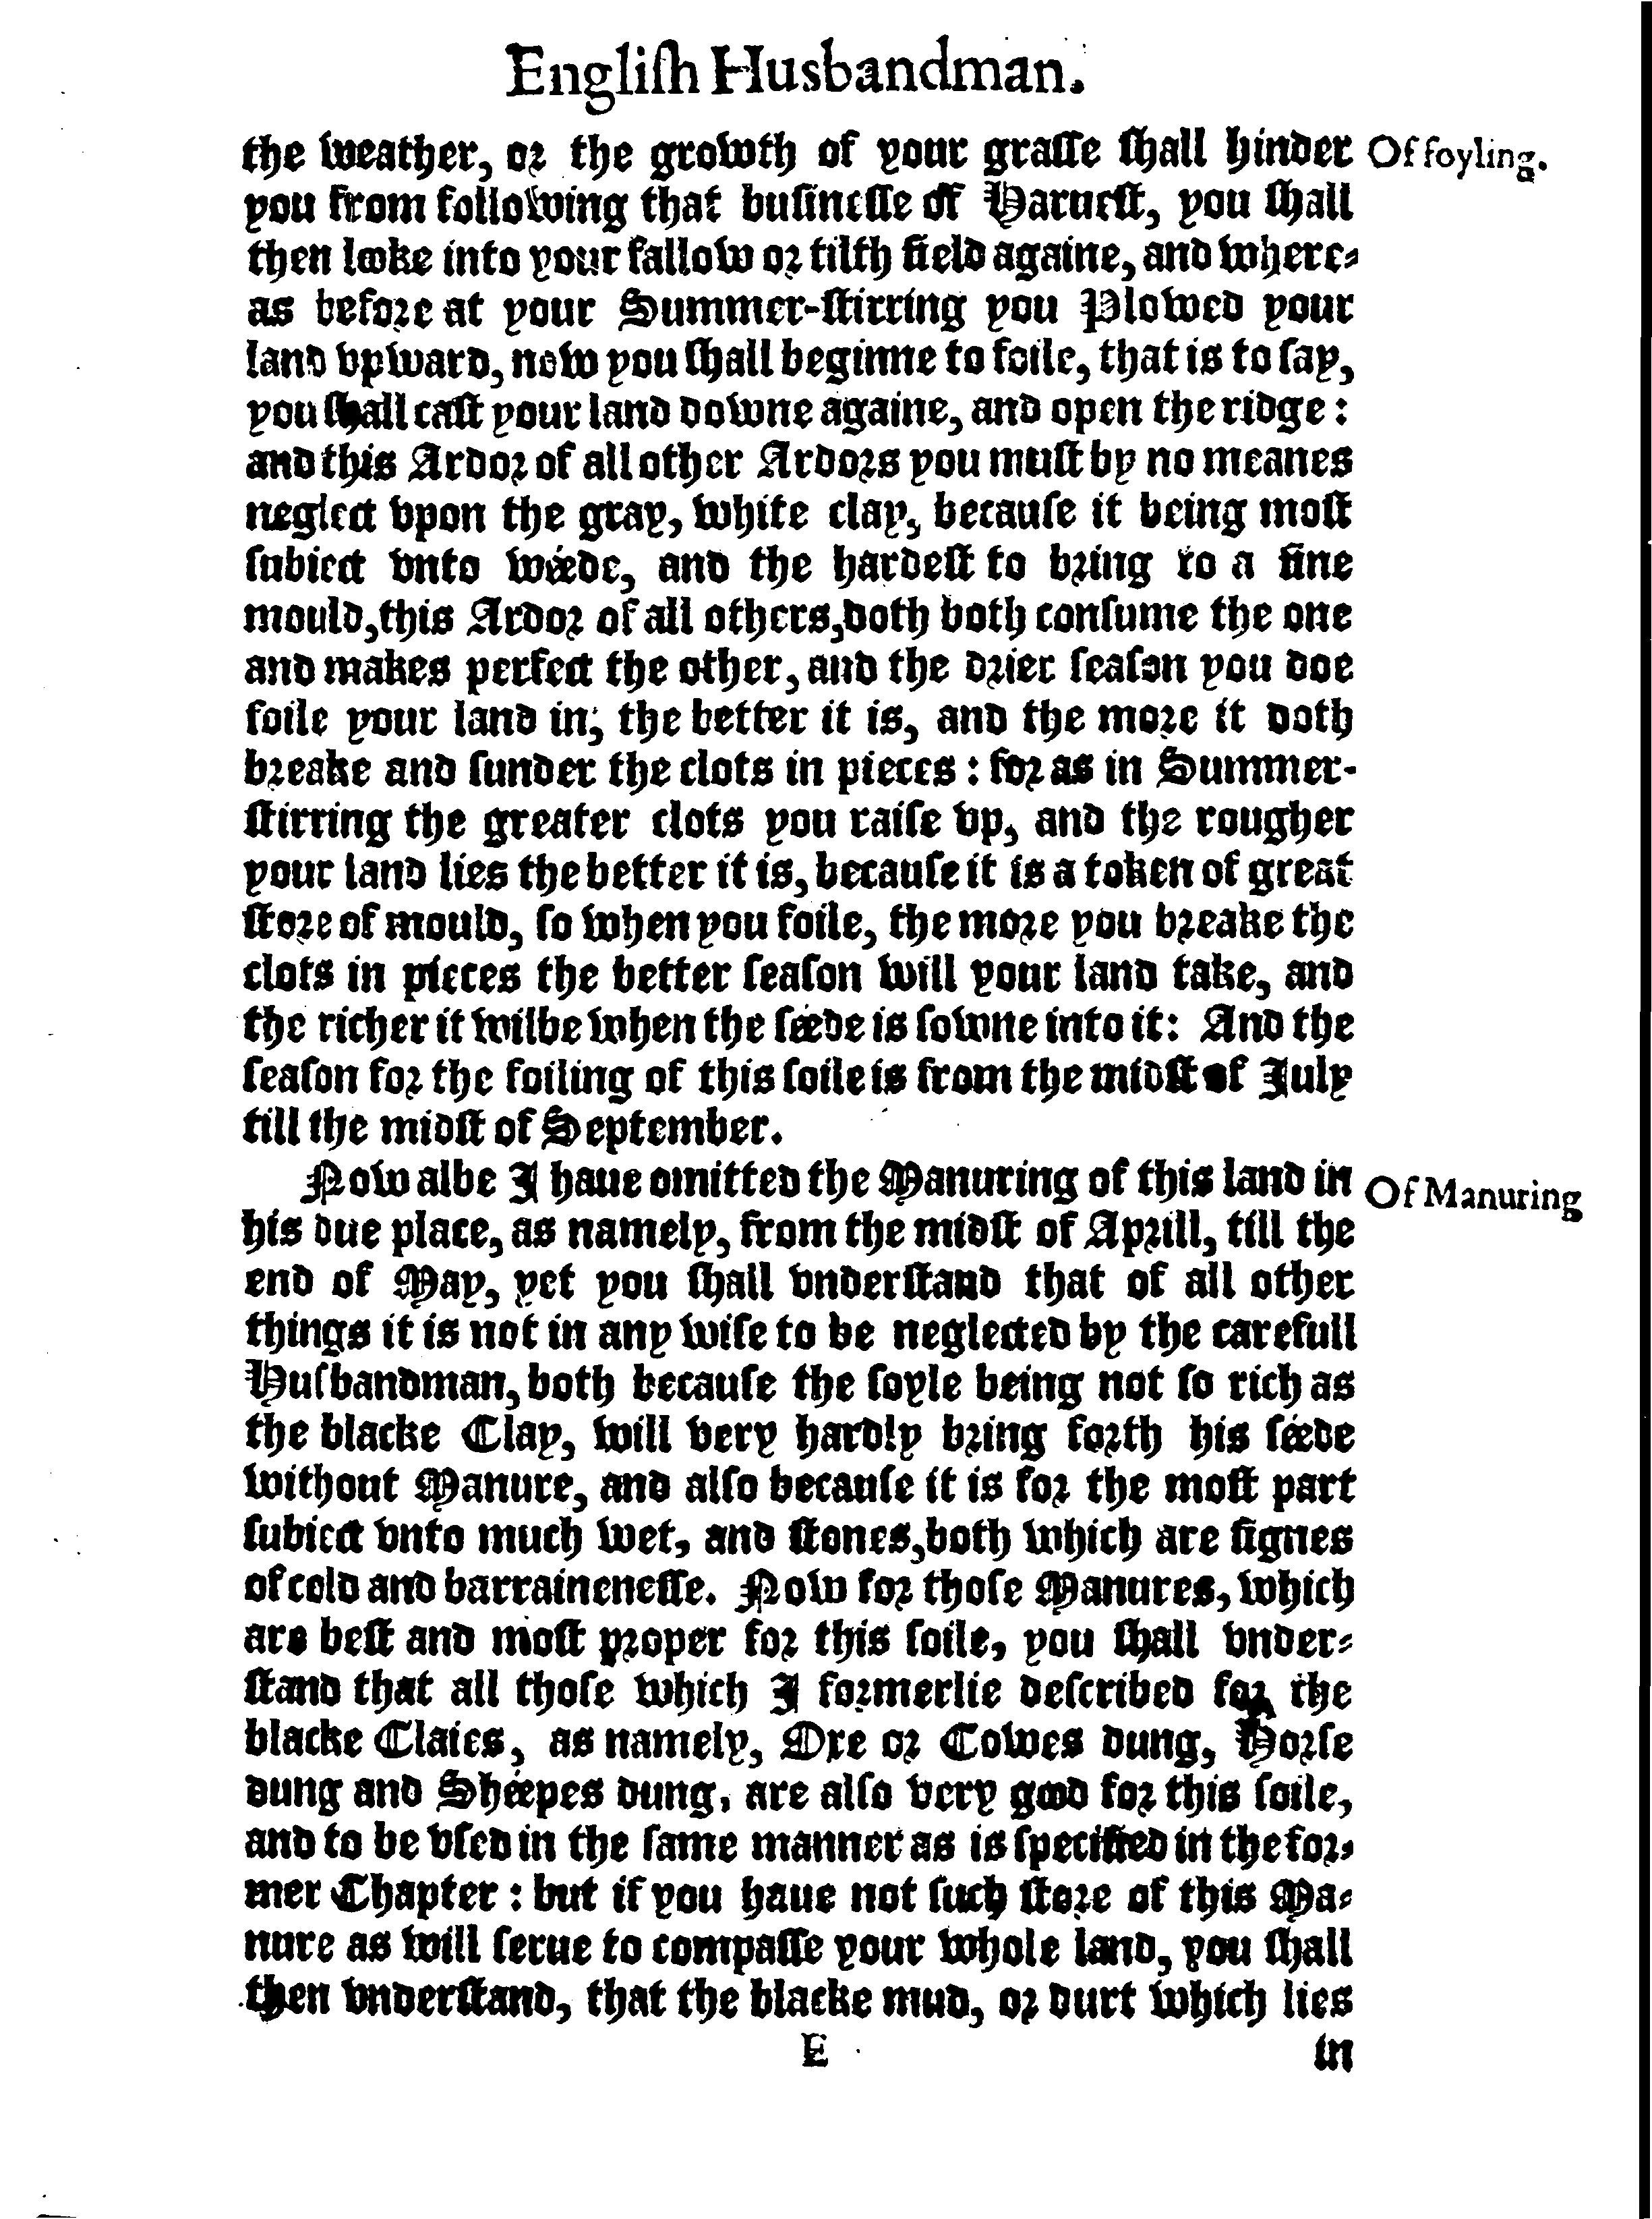 Engliſh Husbandman.
the weather, or the growth of your graſſe ſhall hinder
Of foyling.
you from following that buſineſſe of Harueſt, you ſhall
then looke into your fallow or tilth field againe, and where-
as before at your Summer-ſtirring you Plowed your
land vpward, now you ſhall beginne to foile, that is to ſay,
you ſhall caſt your land downe againe, and open the ridge:
and this Ardor of all other Ardors you muſt by no meanes
neglect vpon the gray, white clay, becauſe it being moſt
ſubiect vnto weede, and the hardeſt to bring to a fine
mould, this Ardor of all others, doth both conſume the one
and makes perfect the other, and the drier ſeaſon you doe
foile your land in, the better it is, and the more it doth
breake and ſunder the clots in pieces: for as in Summer-
ſtirring the greater clots you raiſe vp, and the rougher
your land lies the better it is, becauſe it is a token of great
ſtore of mould, ſo when you foile, the more you breake the
clots in pieces the better ſeaſon will your land take, and
the richer it wilbe when the ſeede is ſowne into it: And the
ſeaſon for the foiling of this ſoile is from the midſt of July
till the midſt of September.
Now albe I haue omitted the Manuring of this land in
Of Manuring
his due place, as namely, from the midſt of Aprill, till the
end of May, yet you ſhall vnderſtand that of all other
things it is not in any wiſe to be neglected by the carefull
Huſbandman, both becauſe the ſoyle being not ſo rich as
the blacke Clay, will very hardly bring forth his ſeede
without Manure, and alſo becauſe it is for the moſt part
ſubiect vnto much wet, and ſtones, both which are ſignes
of cold and barraineneſſe. Now for thoſe Manures, which
are beſt and moſt proper for this ſoile, you ſhall vnder-
ſtand that all thoſe which I formerlie deſcribed for the
blacke Claies, as namely, Oxe or Cowes dung, Horſe
dung and Sheepes dung, are alſo very good for this ſoile,
and to be vſed in the ſame manner as is ſpecified in the for-
mer Chapter: but if you haue not ſuch ſtore of this Ma-
nure as will ſerue to compaſſe your whole land, you ſhall
then vnderſtand, that the blacke mud, or durt which lies
E
in